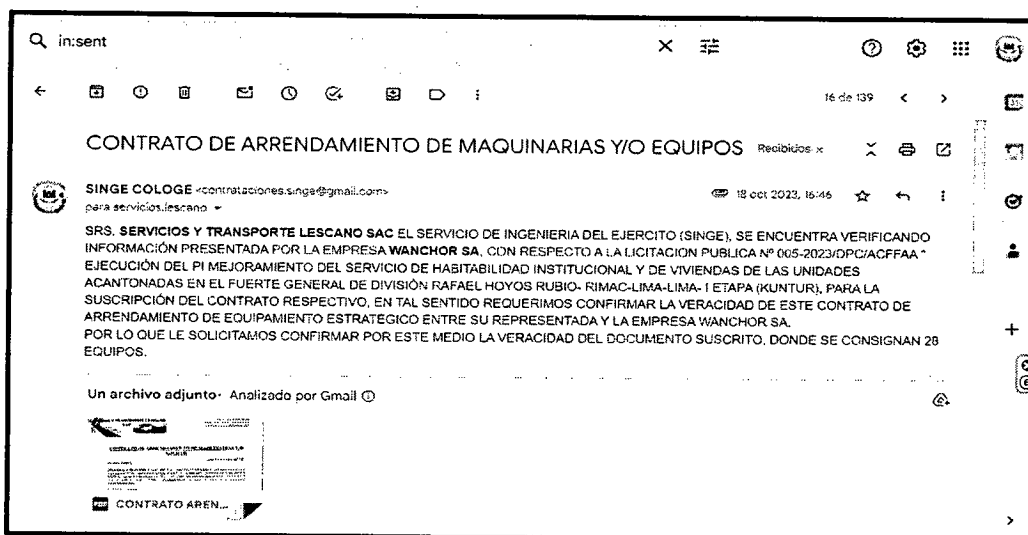 in:sent
16 de 139
CONTRATO DE ARRENDAMIENTO DE MAQUINARIAS Y/O EQUIPOS Recibidos x
SINGE COLOGE <contrataciones.singe@gmail.com> 18 oct 2023, 16:46
para servicios.lescano
SRS. SERVICIOS Y TRANSPORTE LESCANO SAC EL SERVICIO DE INGENIERIA DEL EJERCITO (SINGE), SE ENCUENTRA VERIFICANDO
INFORMACIÓN PRESENTADA POR LA EMPRESA WANCHOR SA, CON RESPECTO A LA LICITACION PUBLICA Nº 005-2023/DPC/ACFFAA "
EJECUCIÓN DEL PI MEJORAMIENTO DEL SERVICIO DE HABITABILIDAD INSTITUCIONAL Y DE VIVIENDAS DE LAS UNIDADES
ACANTONADAS EN EL FUERTE GENERAL DE DIVISIÓN RAFAEL HOYOS RUBIO- RIMAC-LIMA-LIMA- I ETAPA (KUNTUR), PARA LA
SUSCRIPCIÓN DEL CONTRATO RESPECTIVO, EN TAL SENTIDO REQUERIMOS CONFIRMAR LA VERACIDAD DE ESTE CONTRATO DE
ARRENDAMIENTO DE EQUIPAMIENTO ESTRATEGICO ENTRE SU REPRESENTADA Y LA EMPRESA WANCHOR SA.
POR LO QUE LE SOLICITAMOS CONFIRMAR POR ESTE MEDIO LA VERACIDAD DEL DOCUMENTO SUSCRITO, DONDE SE CONSIGNAN 28
EQUIPOS.
Un archivo adjunto· Analizado por Gmail
CONTRATO AREN...